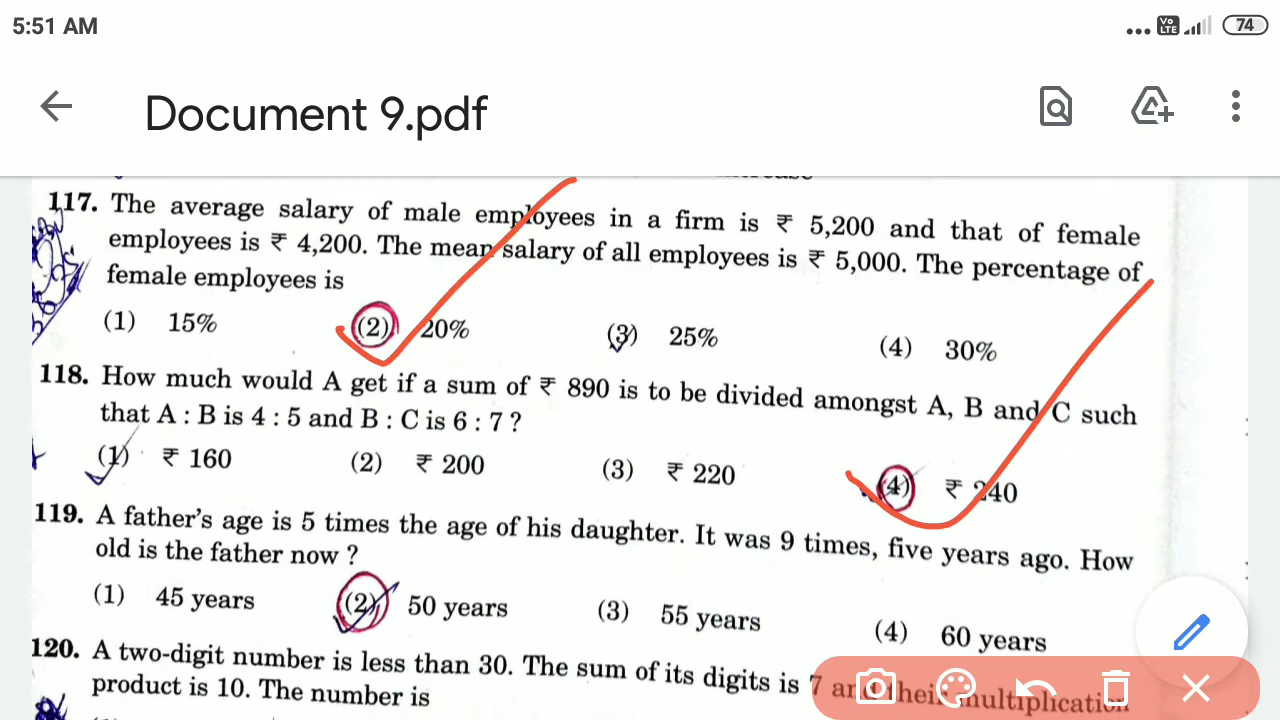 5:51 AM
Vo LTE
74
Document 9.pdf
117. The average salary of male employees in a firm is ₹ 5,200 and that of female
employees is ₹ 4,200. The mean salary of all employees is ₹ 5,000. The percentage of
female employees is
(1) 15% (2) 20% (3) 25% (4) 30%
118. How much would A get if a sum of ₹ 890 is to be divided amongst A, B and C such
that A : B is 4 : 5 and B : C is 6 : 7 ?
(1) ₹ 160 (2) ₹ 200 (3) ₹ 220 (4) ₹ 240
119. A father's age is 5 times the age of his daughter. It was 9 times, five years ago. How
old is the father now ?
(1) 45 years (2) 50 years (3) 55 years (4) 60 years
120. A two-digit number is less than 30. The sum of its digits is 7 and their multiplication
product is 10. The number is